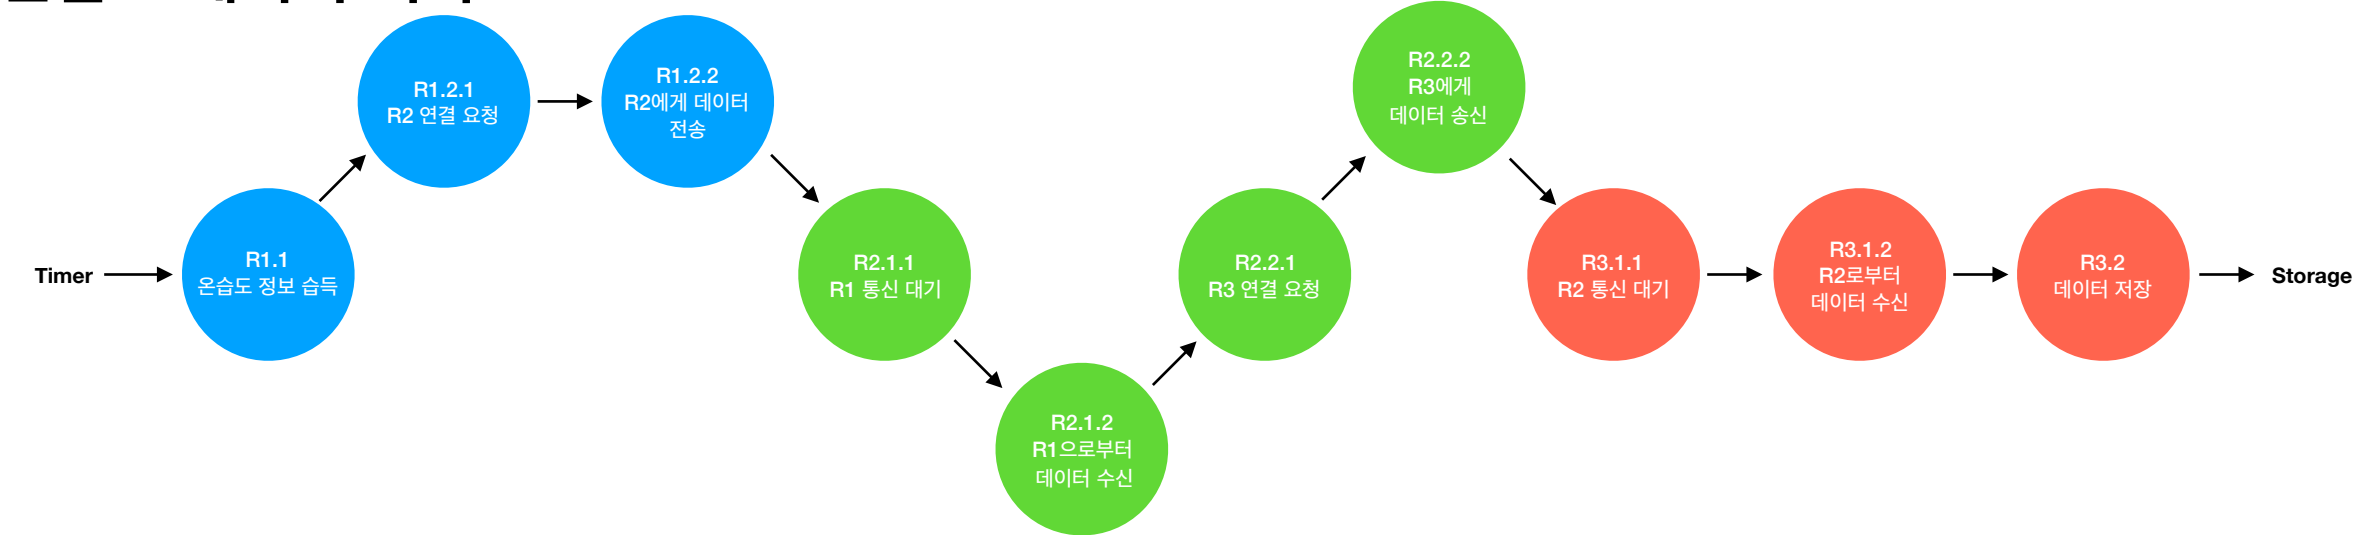 Timer
R1.1
온습도 정보 습득
R1.2.1
R2 연결 요청
R1.2.2
R2에게 데이터
전송
R2.1.1
R1 통신 대기
R2.1.2
R1으로부터
데이터 수신
R2.2.1
R3 연결 요청
R2.2.2
R3에게
데이터 송신
R3.1.1
R2 통신 대기
R3.1.2
R2로부터
데이터 수신
R3.2
데이터 저장
Storage